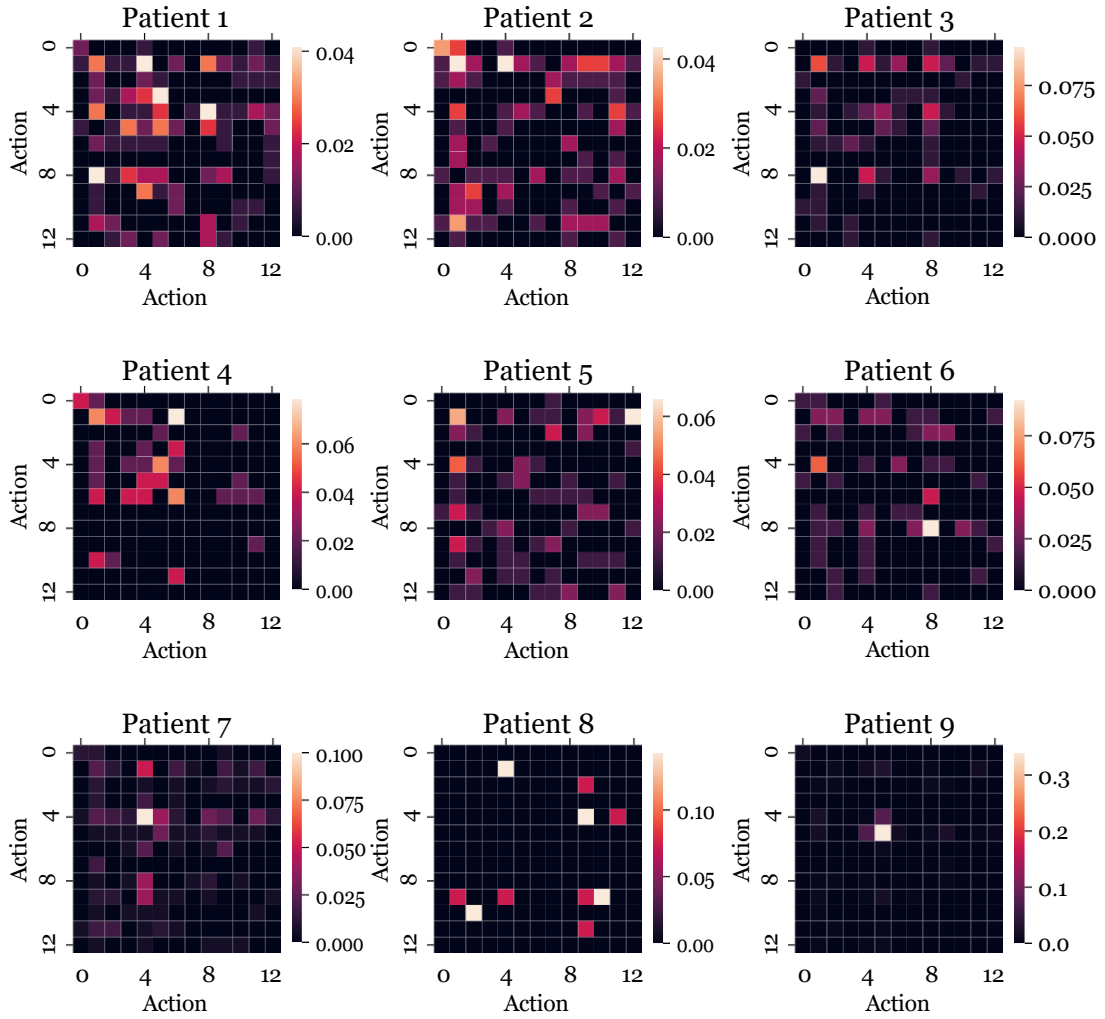 Patient 1
0
4
8
12
Action
0 4 8 12
Action
0.04
0.02
0.00
Patient 2
0
4
8
12
Action
0 4 8 12
Action
0.04
0.02
0.00
Patient 3
0
4
8
12
Action
0 4 8 12
Action
0.075
0.050
0.025
0.000
Patient 4
0
4
8
12
Action
0 4 8 12
Action
0.06
0.04
0.02
0.00
Patient 5
0
4
8
12
Action
0 4 8 12
Action
0.06
0.04
0.02
0.00
Patient 6
0
4
8
12
Action
0 4 8 12
Action
0.075
0.050
0.025
0.000
Patient 7
0
4
8
12
Action
0 4 8 12
Action
0.100
0.075
0.050
0.025
0.000
Patient 8
0
4
8
12
Action
0 4 8 12
Action
0.10
0.05
0.00
Patient 9
0
4
8
12
Action
0 4 8 12
Action
0.3
0.2
0.1
0.0